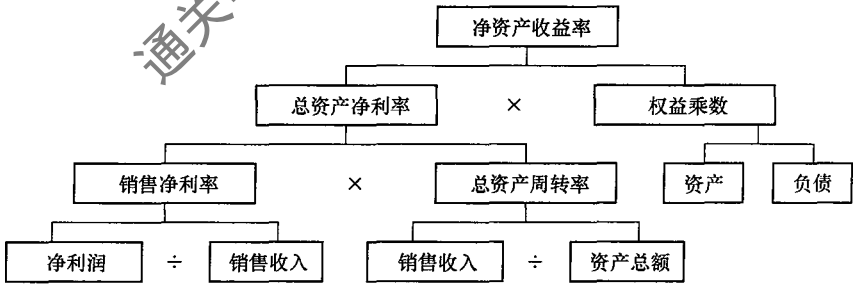 通关
净资产收益率
总资产净利率 × 权益乘数
销售净利率 × 总资产周转率 资产 负债
净利润 ÷ 销售收入 销售收入 ÷ 资产总额